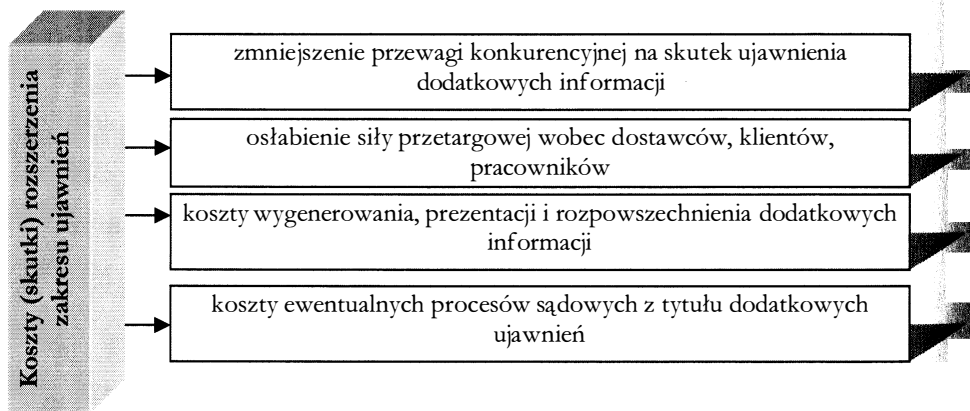 Koszty (skutki) rozszerzenia
zakresu ujawnień
zmniejszenie przewagi konkurencyjnej na skutek ujawnienia
dodatkowych informacji
osłabienie siły przetargowej wobec dostawców, klientów,
pracowników
koszty wygenerowania, prezentacji i rozpowszechnienia dodatkowych
informacji
koszty ewentualnych procesów sądowych z tytułu dodatkowych
ujawnień